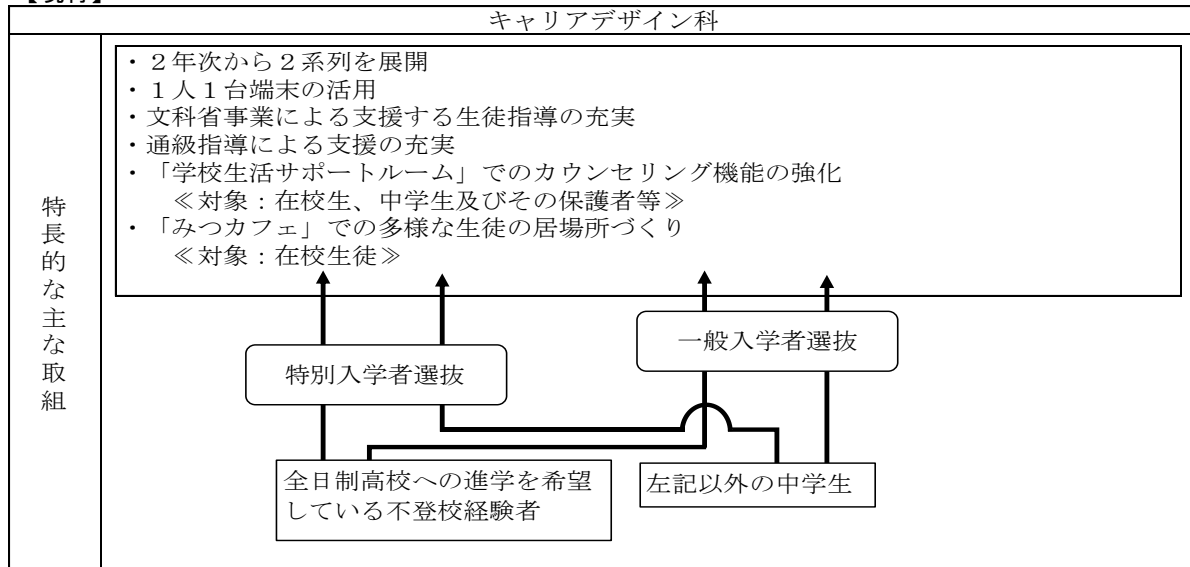 キャリアデザイン科
特長的な主な取組
・２年次から２系列を展開
・１人１台端末の活用
・文科省事業による支援する生徒指導の充実
・通級指導による支援の充実
・「学校生活サポートルーム」でのカウンセリング機能の強化
≪対象：在校生、中学生及びその保護者等≫
・「みつカフェ」での多様な生徒の居場所づくり
≪対象：在校生徒≫
一般入学者選抜
特別入学者選抜
全日制高校への進学を希望
している不登校経験者
左記以外の中学生